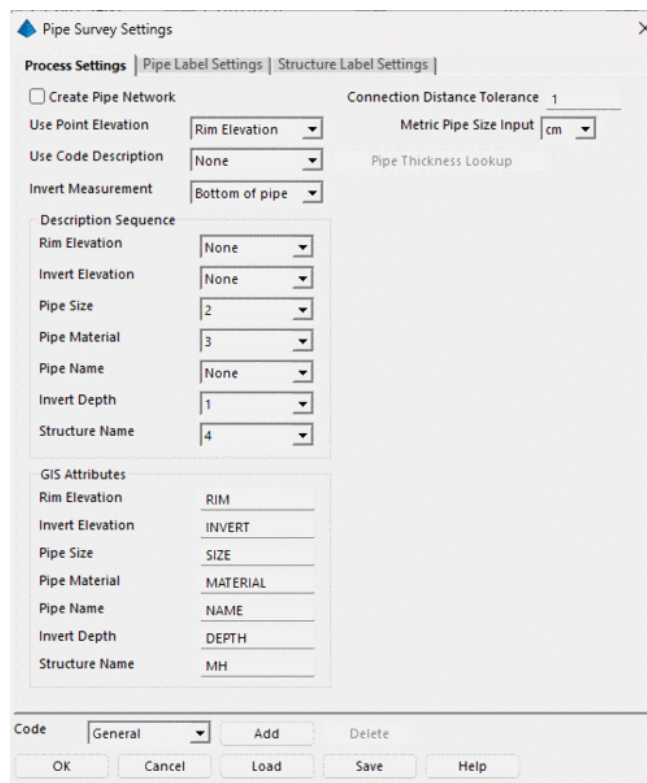 Pipe Survey Settings
Process Settings Pipe Label Settings Structure Label Settings
Create Pipe Network Connection Distance Tolerance 1
Use Point Elevation Rim Elevation Metric Pipe Size Input cm
Use Code Description None Pipe Thickness Lookup
Invert Measurement Bottom of pipe
Description Sequence
Rim Elevation None
Invert Elevation None
Pipe Size 2
Pipe Material 3
Pipe Name None
Invert Depth 1
Structure Name 4
GIS Attributes
Rim Elevation RIM
Invert Elevation INVERT
Pipe Size SIZE
Pipe Material MATERIAL
Pipe Name NAME
Invert Depth DEPTH
Structure Name MH
Code General Add Delete
OK Cancel Load Save Help